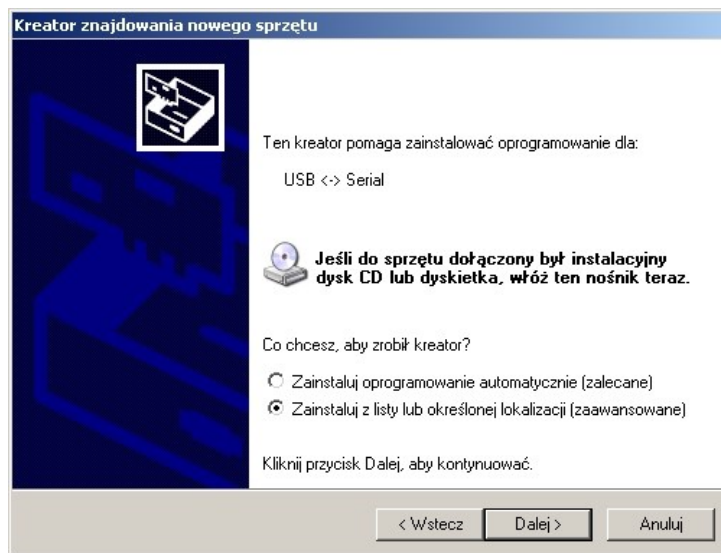 Kreator znajdowania nowego sprzętu
Ten kreator pomaga zainstalować oprogramowanie dla:
USB <-> Serial
Jeśli do sprzętu dołączony był instalacyjny
dysk CD lub dyskietka, włóż ten nośnik teraz.
Co chcesz, aby zrobił kreator?
Zainstaluj oprogramowanie automatycznie (zalecane)
Zainstaluj z listy lub określonej lokalizacji (zaawansowane)
Kliknij przycisk Dalej, aby kontynuować.
< Wstecz Dalej > Anuluj